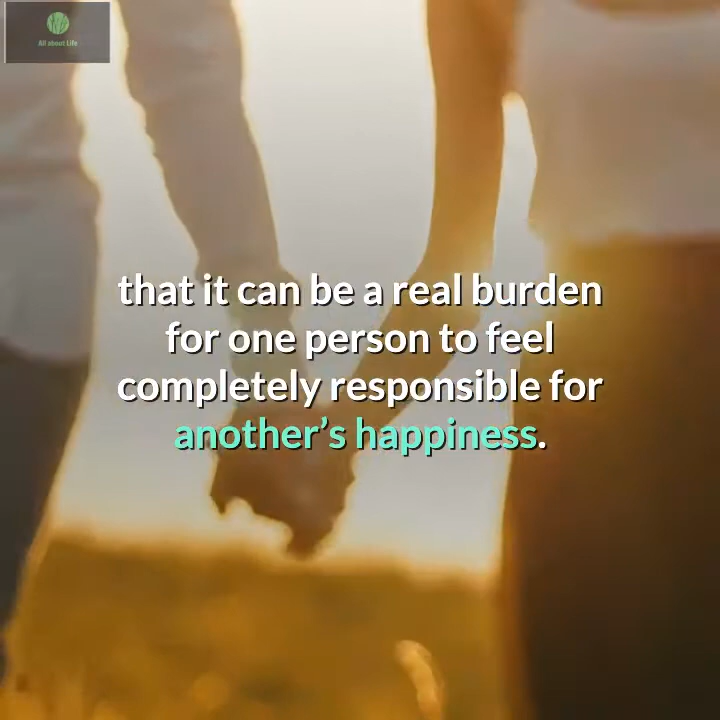 All about Life
that it can be a real burden
for one person to feel
completely responsible for
another’s happiness.